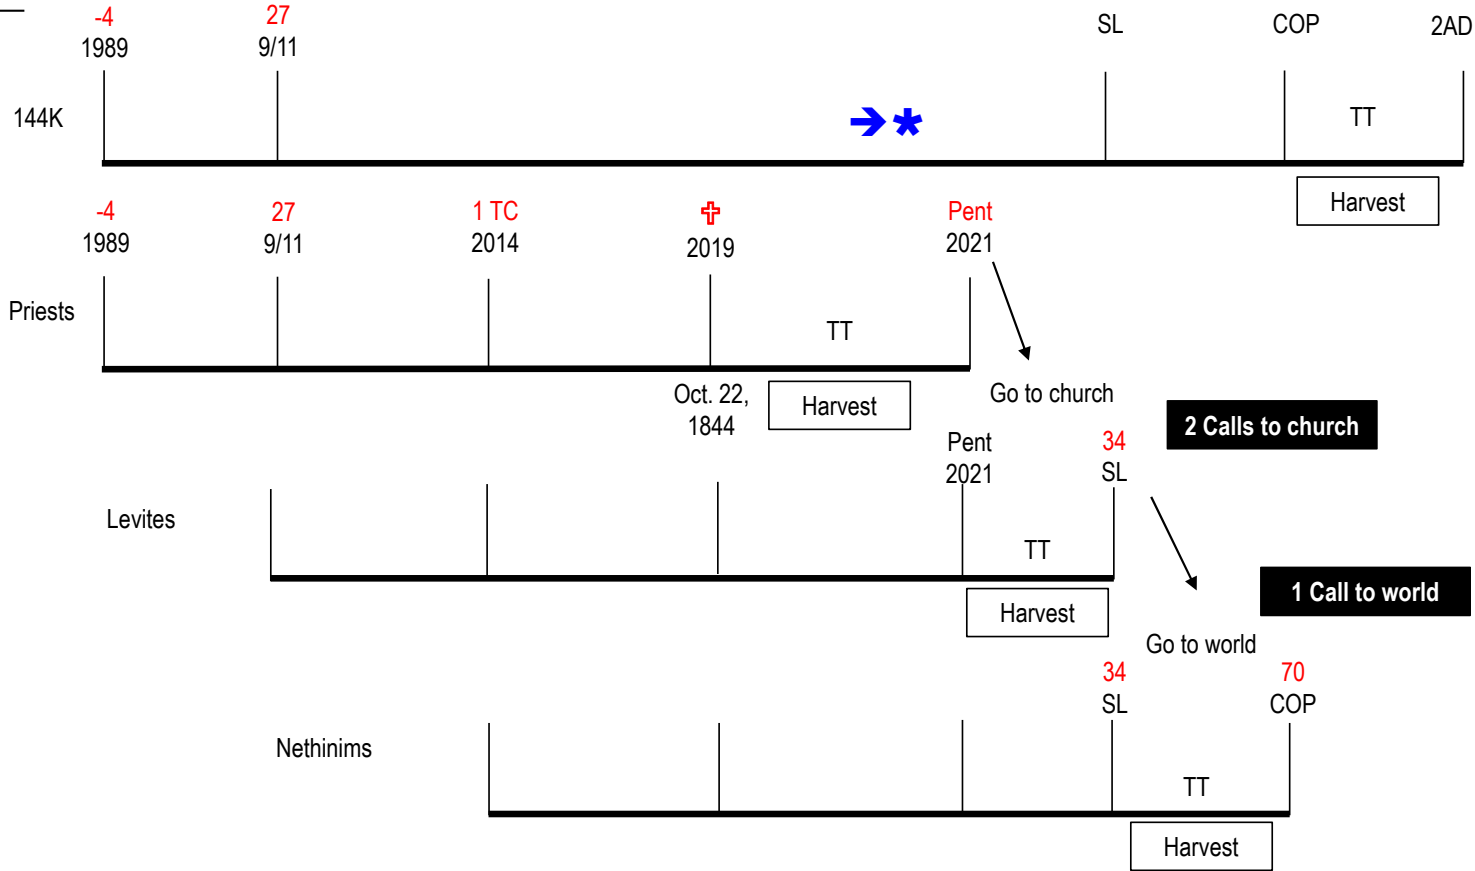 -4
1989
27
9/11
SL
COP
2AD
144K
TT
Harvest
-4
1989
27
9/11
1 TC
2014
2019
Pent
2021
Priests
TT
Oct. 22,
1844
Harvest
Go to church
2 Calls to church
Pent
2021
34
SL
Levites
TT
Harvest
1 Call to world
Go to world
34
SL
70
COP
Nethinims
TT
Harvest